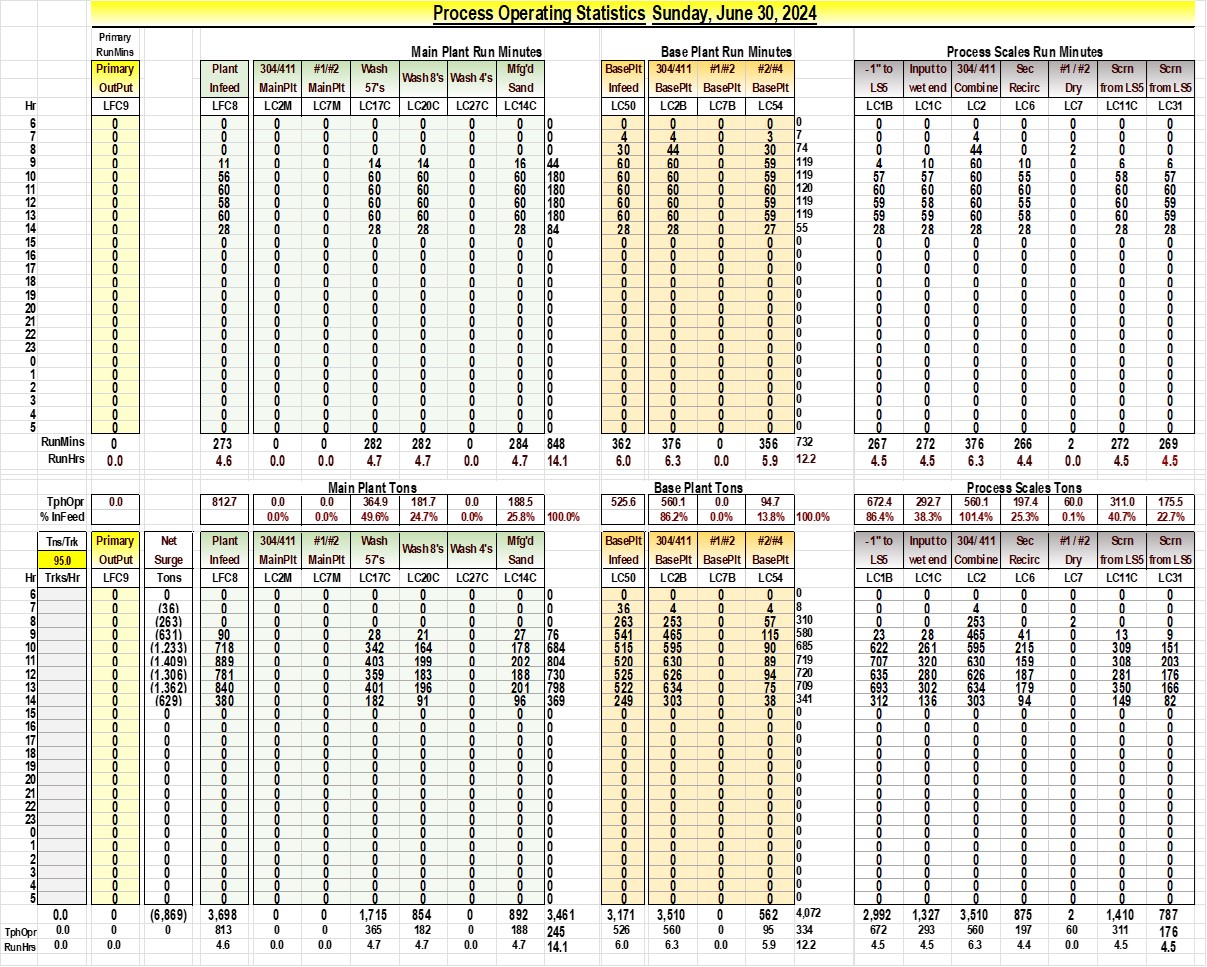 Process Operating Statistics Sunday, June 30, 2024
Primary
RunMins Main Plant Run Minutes Base Plant Run Minutes Process Scales Run Minutes
Primary Plant 304/411 #1/#2 Wash Wash 8's Wash 4's Mfg'd BasePlt 304/411 #1/#2 #2/#4 -1" to Input to 304/ 411 Sec #1 / #2 Scrn Scrn
OutPut Infeed MainPlt MainPlt 57's Sand Infeed BasePlt BasePlt BasePlt LS5 wet end Combine Recirc Dry from LS5 from LS5
Hr LFC9 LFC8 LC2M LC7M LC17C LC20C LC27C LC14C LC50 LC2B LC7B LC54 LC1B LC1C LC2 LC6 LC7 LC11C LC31
6 0 0 0 0 0 0 0 0 0 0 0 0 0 0 0 0 0 0 0 0 0
7 0 0 0 0 0 0 0 0 0 4 4 0 3 7 0 0 4 0 0 0 0
8 0 0 0 0 0 0 0 0 0 30 44 0 30 74 0 0 44 0 2 0 0
9 0 11 0 0 14 14 0 16 44 60 60 0 59 119 4 10 60 10 0 6 6
10 0 56 0 0 60 60 0 60 180 60 60 0 59 119 57 57 60 55 0 58 57
11 0 60 0 0 60 60 0 60 180 60 60 0 60 120 60 60 60 60 0 60 60
12 0 58 0 0 60 60 0 60 180 60 60 0 59 119 59 58 60 55 0 60 59
13 0 60 0 0 60 60 0 60 180 60 60 0 59 119 59 59 60 58 0 60 59
14 0 28 0 0 28 28 0 28 84 28 28 0 27 55 28 28 28 28 0 28 28
15 0 0 0 0 0 0 0 0 0 0 0 0 0 0 0 0 0 0 0 0 0
16 0 0 0 0 0 0 0 0 0 0 0 0 0 0 0 0 0 0 0 0 0
17 0 0 0 0 0 0 0 0 0 0 0 0 0 0 0 0 0 0 0 0 0
18 0 0 0 0 0 0 0 0 0 0 0 0 0 0 0 0 0 0 0 0 0
19 0 0 0 0 0 0 0 0 0 0 0 0 0 0 0 0 0 0 0 0 0
20 0 0 0 0 0 0 0 0 0 0 0 0 0 0 0 0 0 0 0 0 0
21 0 0 0 0 0 0 0 0 0 0 0 0 0 0 0 0 0 0 0 0 0
22 0 0 0 0 0 0 0 0 0 0 0 0 0 0 0 0 0 0 0 0 0
23 0 0 0 0 0 0 0 0 0 0 0 0 0 0 0 0 0 0 0 0 0
0 0 0 0 0 0 0 0 0 0 0 0 0 0 0 0 0 0 0 0 0 0
1 0 0 0 0 0 0 0 0 0 0 0 0 0 0 0 0 0 0 0 0 0
2 0 0 0 0 0 0 0 0 0 0 0 0 0 0 0 0 0 0 0 0 0
3 0 0 0 0 0 0 0 0 0 0 0 0 0 0 0 0 0 0 0 0 0
4 0 0 0 0 0 0 0 0 0 0 0 0 0 0 0 0 0 0 0 0 0
5 0 0 0 0 0 0 0 0 0 0 0 0 0 0 0 0 0 0 0 0 0
RunMins 0 273 0 0 282 282 0 284 848 362 376 0 356 732 267 272 376 266 2 272 269
RunHrs 0.0 4.6 0.0 0.0 4.7 4.7 0.0 4.7 14.1 6.0 6.3 0.0 5.9 12.2 4.5 4.5 6.3 4.4 0.0 4.5 4.5
Main Plant Tons Base Plant Tons Process Scales Tons
TphOpr 0.0 812.7 0.0 0.0 364.9 181.7 0.0 188.5 525.6 560.1 0.0 94.7 672.4 292.7 560.1 197.4 60.0 311.0 175.5
% InFeed 0.0% 0.0% 49.6% 24.7% 0.0% 25.8% 100.0% 86.2% 0.0% 13.8% 100.0% 86.4% 38.3% 101.4% 25.3% 0.1% 40.7% 22.7%
Tns/Trk Primary Net Plant 304/411 #1/#2 Wash Wash 8's Wash 4's Mfg'd BasePlt 304/411 #1/#2 #2/#4 -1" to Input to 304/ 411 Sec #1 / #2 Scrn Scrn
95.0 OutPut Surge Infeed MainPlt MainPlt 57's Sand Infeed BasePlt BasePlt BasePlt LS5 wet end Combine Recirc Dry from LS5 from LS5
Hr Trks/Hr LFC9 Tons LFC8 LC2M LC7M LC17C LC20C LC27C LC14C LC50 LC2B LC7B LC54 LC1B LC1C LC2 LC6 LC7 LC11C LC31
6 0 0 0 0 0 0 0 0 0 0 0 0 0 0 0 0 0 0 0 0 0 0
7 0 (36) 0 0 0 0 0 0 0 0 36 4 0 4 8 0 0 4 0 0 0 0
8 0 (263) 0 0 0 0 0 0 0 0 263 253 0 57 310 0 0 253 0 2 0 0
9 0 (631) 90 0 0 28 21 0 27 76 541 465 0 115 580 23 28 465 41 0 13 9
10 0 (1,233) 718 0 0 342 164 0 178 684 515 595 0 90 685 622 261 595 215 0 309 151
11 0 (1,409) 889 0 0 403 199 0 202 804 520 630 0 89 719 707 320 630 159 0 308 203
12 0 (1,306) 781 0 0 359 183 0 188 730 525 626 0 94 720 635 280 626 187 0 281 176
13 0 (1,362) 840 0 0 401 196 0 201 798 522 634 0 75 709 693 302 634 179 0 350 166
14 0 (629) 380 0 0 182 91 0 96 369 249 303 0 38 341 312 136 303 94 0 149 82
15 0 0 0 0 0 0 0 0 0 0 0 0 0 0 0 0 0 0 0 0 0 0
16 0 0 0 0 0 0 0 0 0 0 0 0 0 0 0 0 0 0 0 0 0 0
17 0 0 0 0 0 0 0 0 0 0 0 0 0 0 0 0 0 0 0 0 0 0
18 0 0 0 0 0 0 0 0 0 0 0 0 0 0 0 0 0 0 0 0 0 0
19 0 0 0 0 0 0 0 0 0 0 0 0 0 0 0 0 0 0 0 0 0 0
20 0 0 0 0 0 0 0 0 0 0 0 0 0 0 0 0 0 0 0 0 0 0
21 0 0 0 0 0 0 0 0 0 0 0 0 0 0 0 0 0 0 0 0 0 0
22 0 0 0 0 0 0 0 0 0 0 0 0 0 0 0 0 0 0 0 0 0 0
23 0 0 0 0 0 0 0 0 0 0 0 0 0 0 0 0 0 0 0 0 0 0
0 0 0 0 0 0 0 0 0 0 0 0 0 0 0 0 0 0 0 0 0 0 0
1 0 0 0 0 0 0 0 0 0 0 0 0 0 0 0 0 0 0 0 0 0 0
2 0 0 0 0 0 0 0 0 0 0 0 0 0 0 0 0 0 0 0 0 0 0
3 0 0 0 0 0 0 0 0 0 0 0 0 0 0 0 0 0 0 0 0 0 0
4 0 0 0 0 0 0 0 0 0 0 0 0 0 0 0 0 0 0 0 0 0 0
5 0 0 0 0 0 0 0 0 0 0 0 0 0 0 0 0 0 0 0 0 0 0
0.0 0 (6,869) 3,698 0 0 1,715 854 0 892 3,461 3,171 3,510 0 562 4,072 2,992 1,327 3,510 875 2 1,410 787
TphOpr 0.0 0 0 813 0 0 365 182 0 188 245 526 560 0 95 334 672 293 560 197 60 311 176
RunHrs 0.0 0.0 4.6 0.0 0.0 4.7 4.7 0.0 4.7 14.1 6.0 6.3 0.0 5.9 12.2 4.5 4.5 6.3 4.4 0.0 4.5 4.5